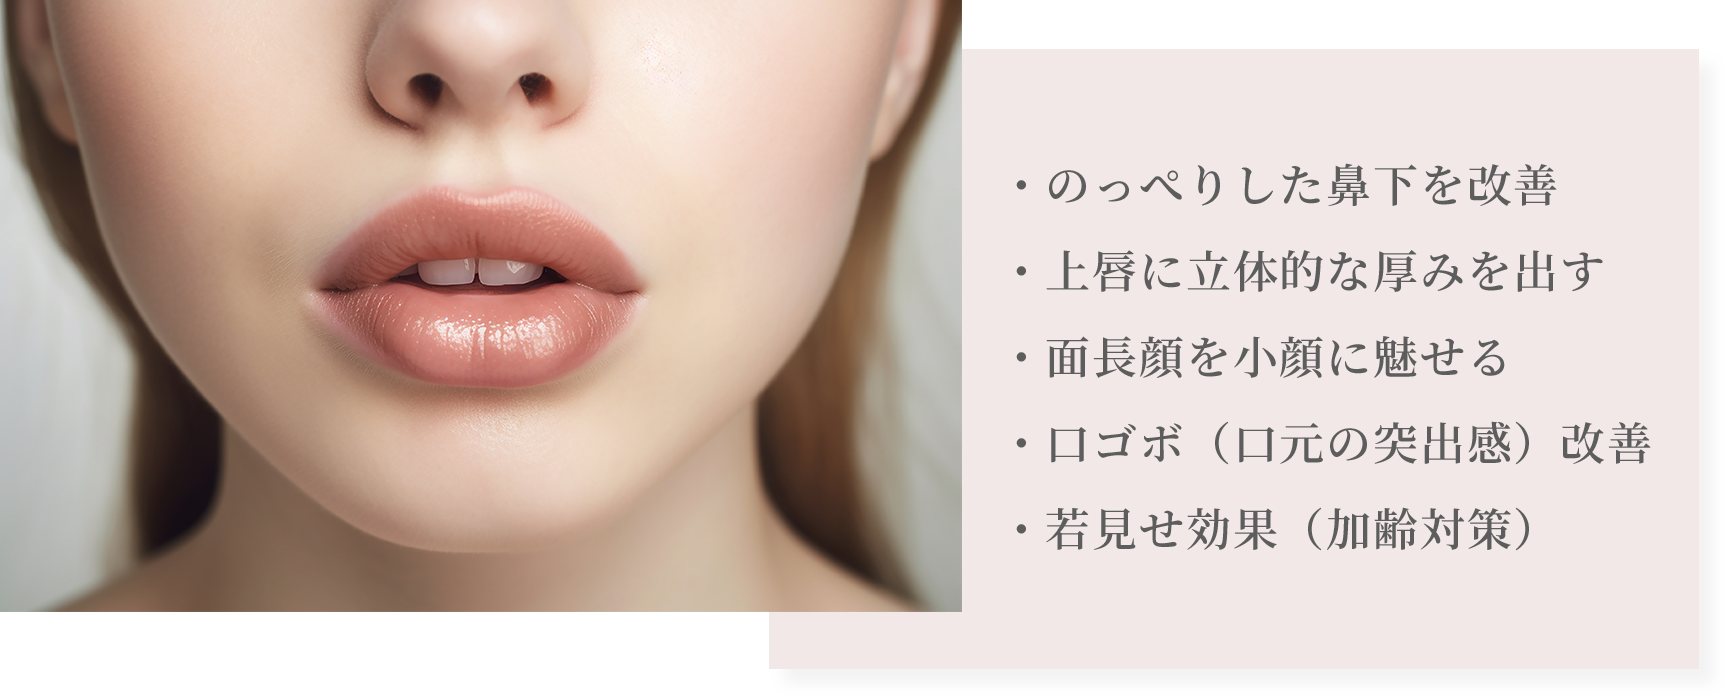 ・のっぺりした鼻下を改善
・上唇に立体的な厚みを出す
・面長顔を小顔に魅せる
・口ゴボ（口元の突出感）改善
・若見せ効果（加齢対策）